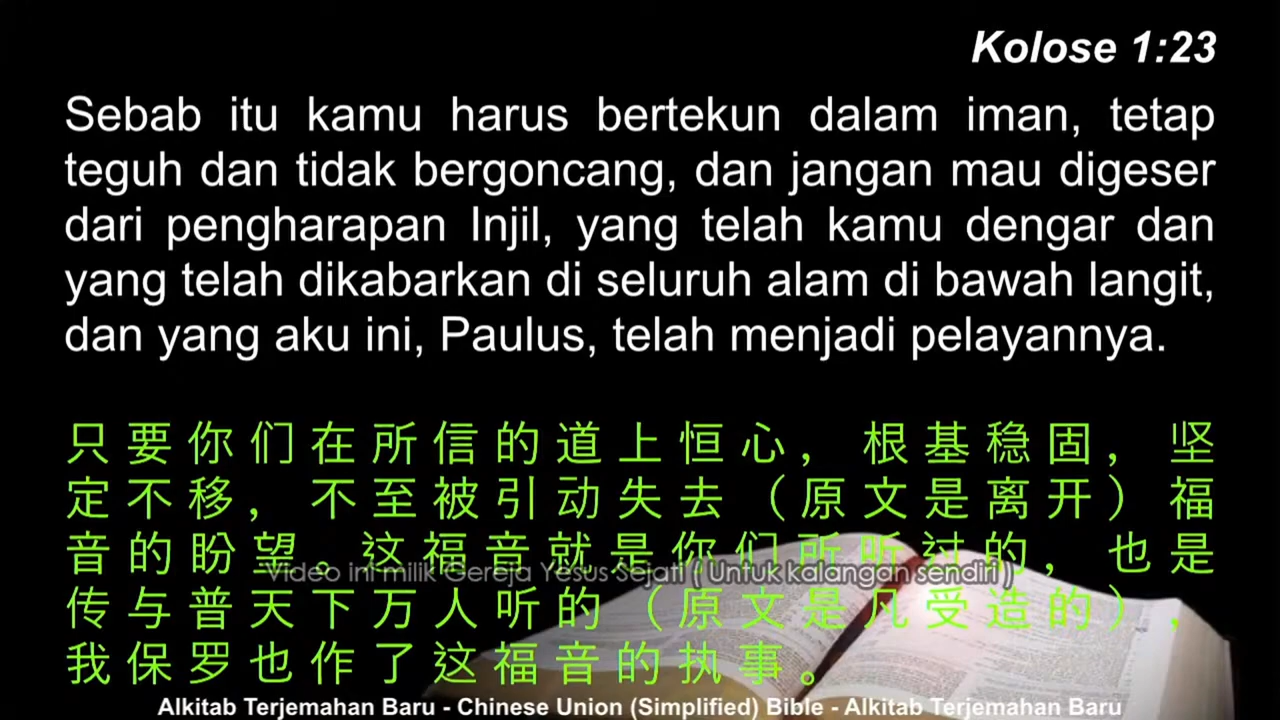 Kolose 1:23
Sebab itu kamu harus bertekun dalam iman, tetap
teguh dan tidak bergoncang, dan jangan mau digeser
dari pengharapan Injil, yang telah kamu dengar dan
yang telah dikabarkan di seluruh alam di bawah langit,
dan yang aku ini, Paulus, telah menjadi pelayannya.
只要你们在所信的道上恒心，根基稳固，坚
定不移，不至被引动失去（原文是离开）福
音的盼望。这福音就是你们所听过的，也是
Video ini milik Gereja Yesus Sejati ( Untuk kalangan sendiri )
传与普天下万人听的（原文是凡受造的），
我保罗也作了这福音的执事。
Alkitab Terjemahan Baru - Chinese Union (Simplified) Bible - Alkitab Terjemahan Baru